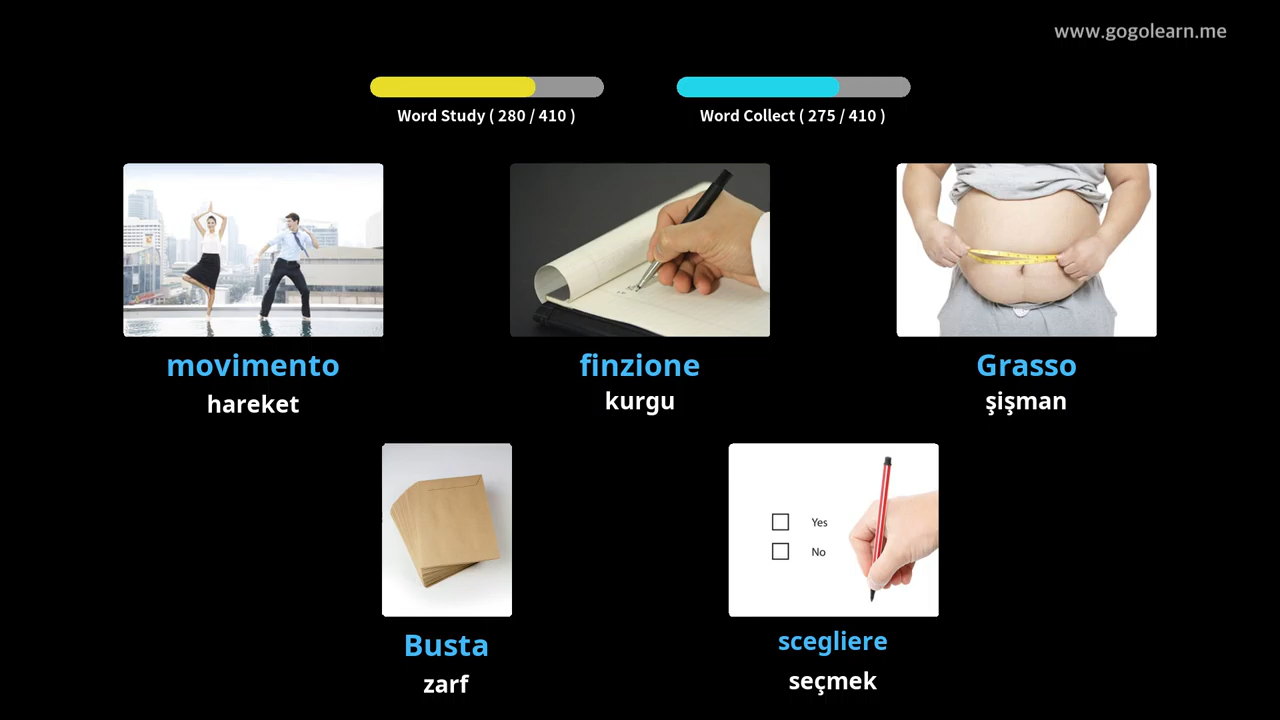 www.gogolearn.me
Word Study ( 280 / 410 )
Word Collect ( 275 / 410 )
movimento
hareket
finzione
kurgu
Grasso
şişman
Yes
No
Busta
zarf
scegliere
seçmek